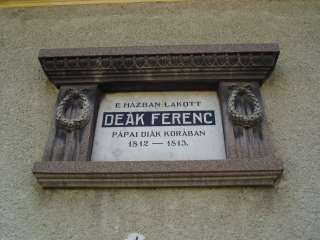 E HÁZBAN LAKOTT
DEÁK FERENC
PÁPAI DIÁK KORÁBAN
1812 — 1813.